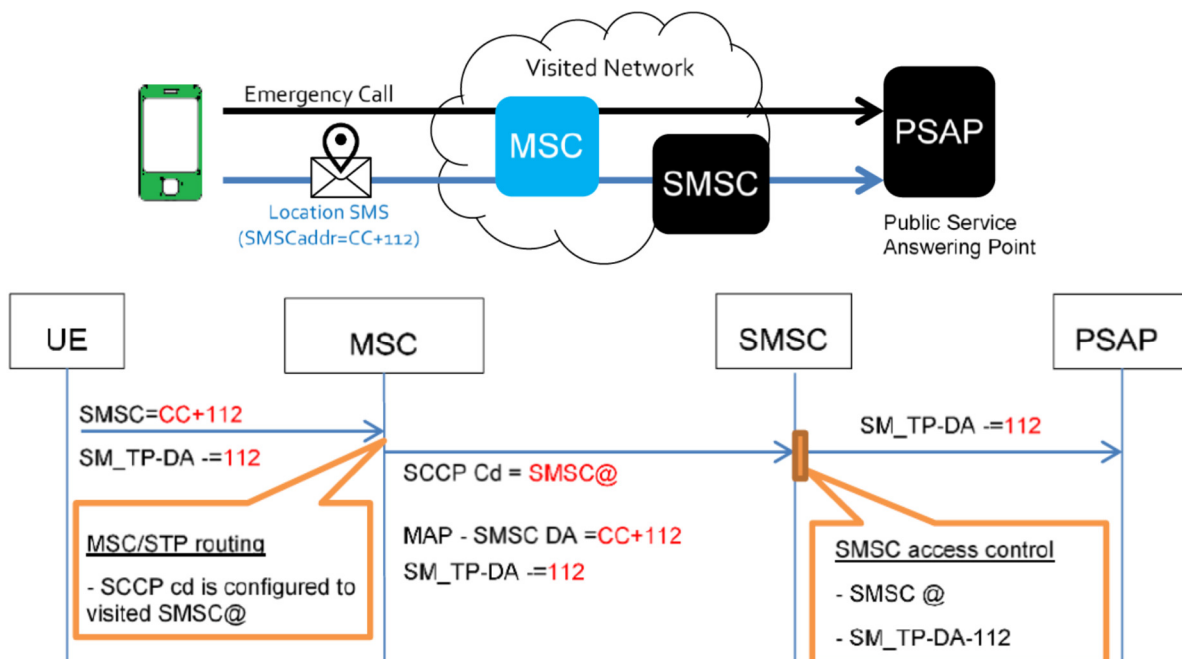 Visited Network
Emergency Call
MSC
SMSC
PSAP
Location SMS
(SMSCaddr=CC+112)
Public Service
Answering Point
UE
MSC
SMSC
PSAP
SMSC=CC+112
SM_TP-DA -=112
SM_TP-DA -=112
SCCP Cd = SMSC@
MAP - SMSC DA =CC+112
SM_TP-DA -=112
MSC/STP routing
- SCCP cd is configured to
visited SMSC@
SMSC access control
- SMSC @
- SM_TP-DA-112